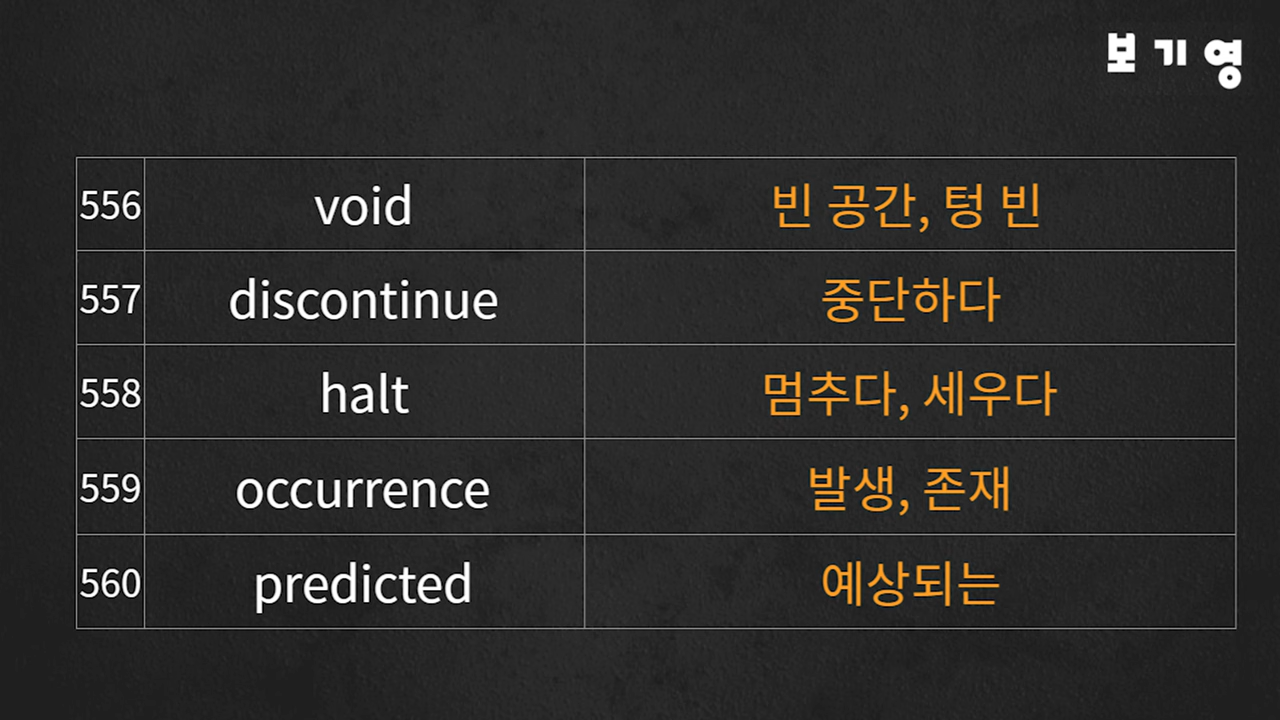 보기영
556 void 빈 공간, 텅 빈
557 discontinue 중단하다
558 halt 멈추다, 세우다
559 occurrence 발생, 존재
560 predicted 예상되는